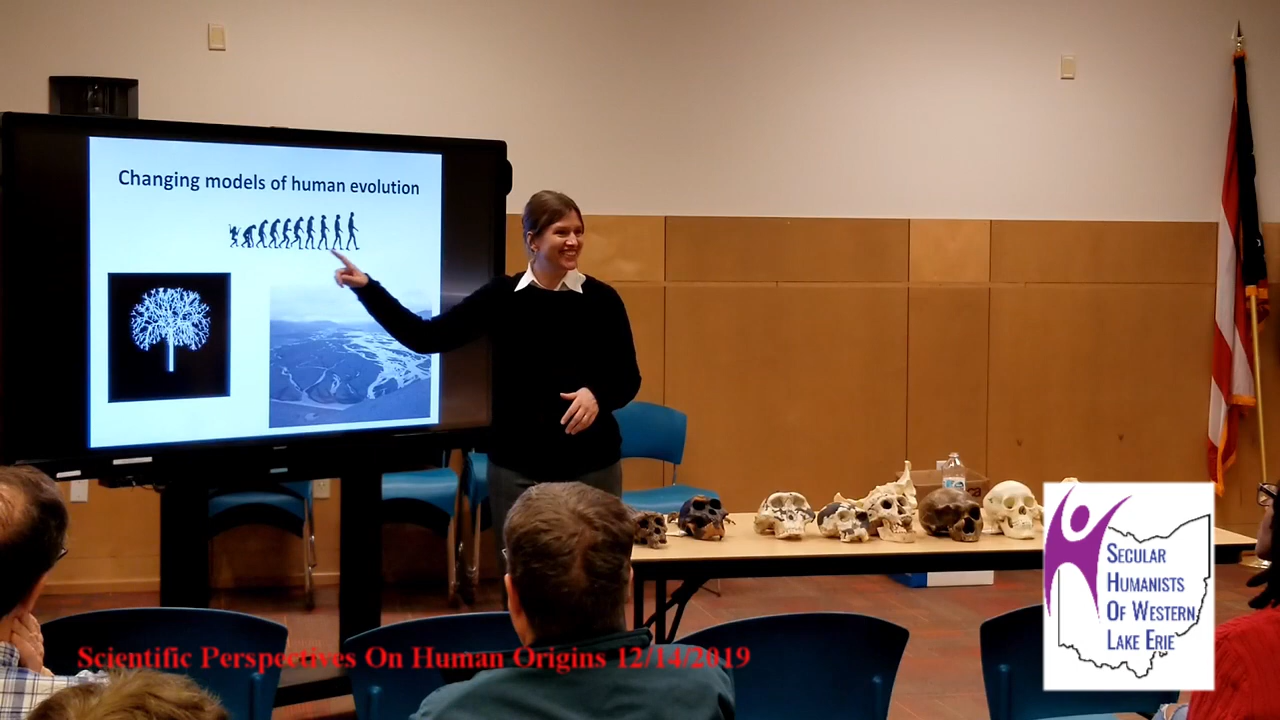 Changing models of human evolution
Scientific Perspectives On Human Origins 12/14/2019
Secular
Humanists
Of Western
Lake Erie